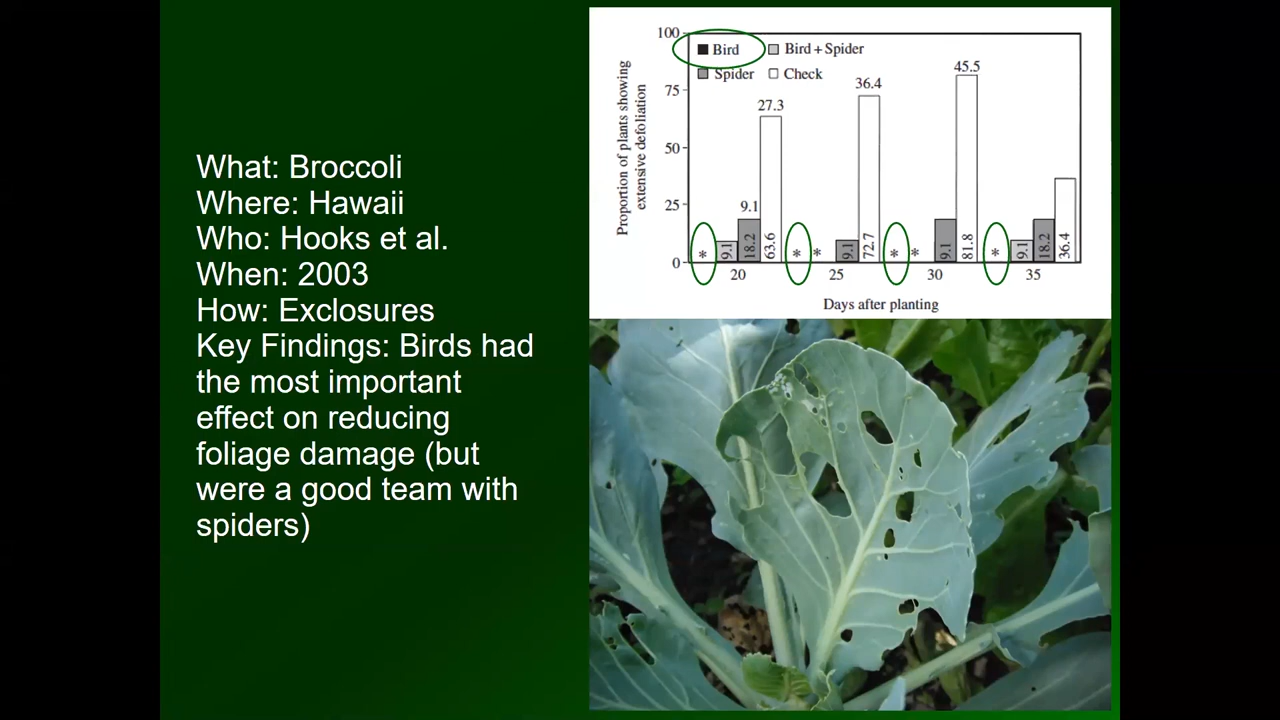 What: Broccoli
Where: Hawaii
Who: Hooks et al.
When: 2003
How: Exclosures
Key Findings: Birds had
the most important
effect on reducing
foliage damage (but
were a good team with
spiders)
Proportion of plants showing
extensive defoliation
100
75
50
25
0
Bird
Bird + Spider
Spider
Check
27.3
36.4
45.5
9.1
* 9.1 18.2 63.6
* * 9.1 72.7
* * 9.1 81.8
* 9.1 18.2 36.4
20 25 30 35
Days after planting